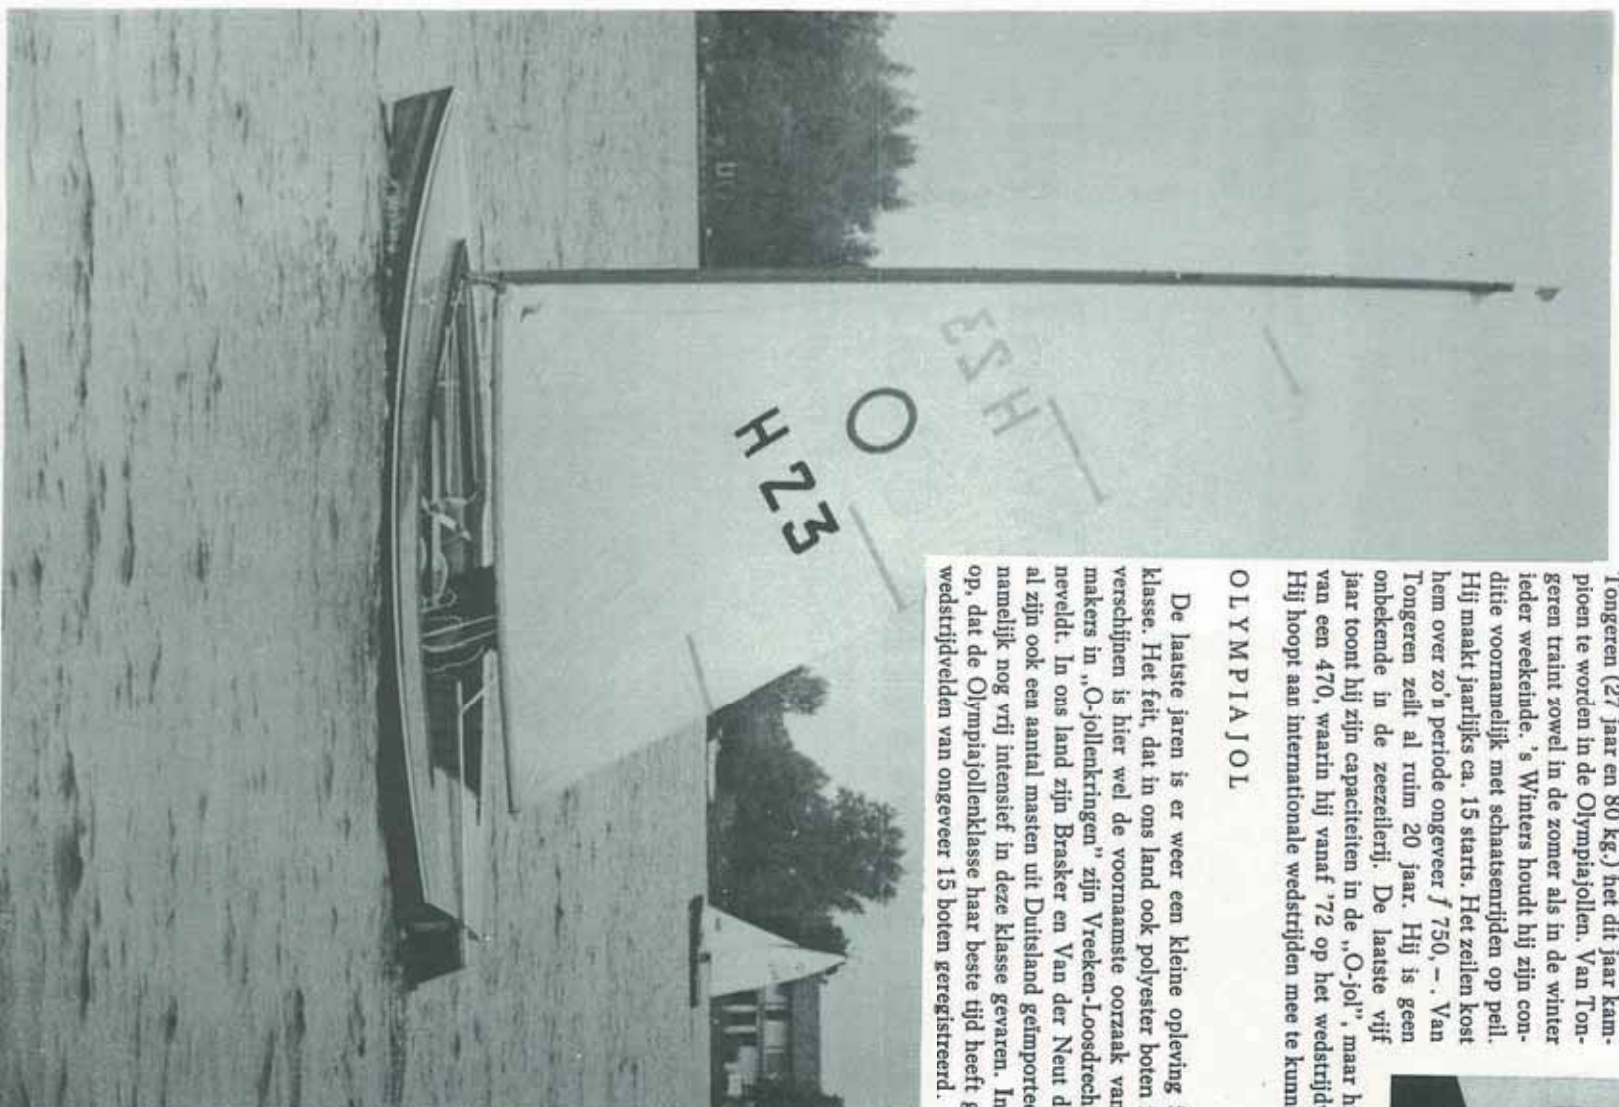 Tongeren (27 jaar en 80 kg.) het dit jaar kam-
pioen te worden in de Olympiajollen. Van Ton-
geren traint zowel in de zomer als in de winter
ieder weekeinde. 's Winters houdt hij zijn con-
ditie voornamelijk met schaatsenrijden op peil.
Hij maakt jaarlijks ca. 15 starts. Het zeilen kost
hem over zo'n periode ongeveer f 750,–. Van
Tongeren zeilt al ruim 20 jaar. Hij is geen
onbekende in de zeezeilerij. De laatste vijf
jaar toont hij zijn capaciteiten in de „O-jol”, maar
van een 470, waarin hij vanaf '72 op het
Hij hoopt aan internationale wedstrijden mee te
OLYMPIAJOL
De laatste jaren is er weer een kleine opleving
klasse. Het feit, dat in ons land ook polyester boten
verschijnen is hier wel de voornaamste oorzaak
makers in „O-jollenkringen” zijn
neveldt. In ons land zijn Brasker en Van der Neut
al zijn ook een aantal masten uit Duitsland
namelijk nog vrij intensief in deze klasse gevaren.
op, dat de Olympiajollenklasse haar beste tijd heeft
wedstrijdvelden van ongeveer 15 boten geregistreerd.
O
H 23
H 23